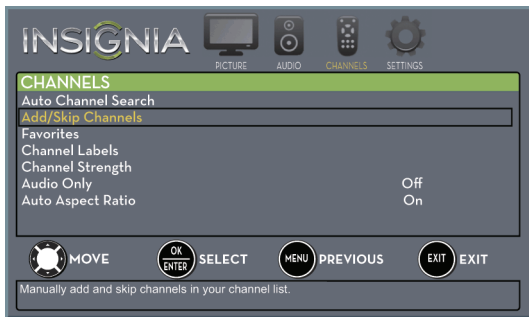 INSIGNIA
PICTURE AUDIO CHANNELS SETTINGS
CHANNELS
Auto Channel Search
Add/Skip Channels
Favorites
Channel Labels
Channel Strength
Audio Only Off
Auto Aspect Ratio On
MOVE OK ENTER SELECT MENU PREVIOUS EXIT EXIT
Manually add and skip channels in your channel list.